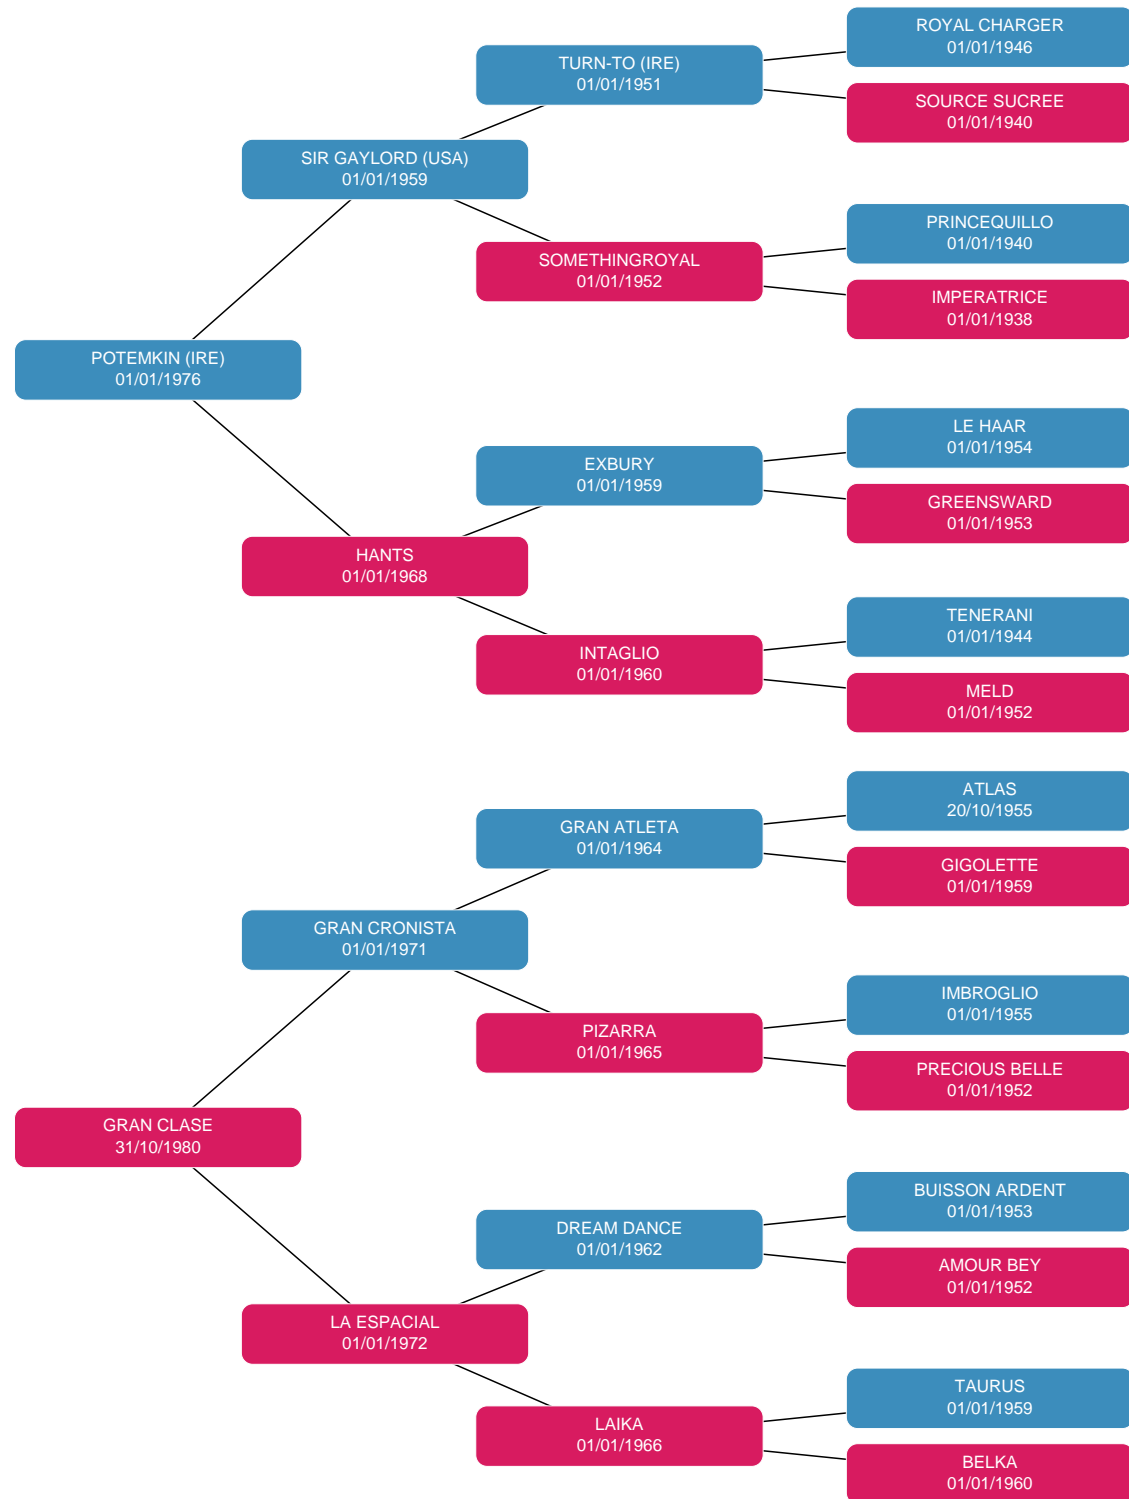 ROYAL CHARGER
01/01/1946
TURN-TO (IRE)
01/01/1951
SOURCE SUCREE
01/01/1940
SIR GAYLORD (USA)
01/01/1959
PRINCEQUILLO
01/01/1940
SOMETHINGROYAL
01/01/1952
IMPERATRICE
01/01/1938
POTEMKIN (IRE)
01/01/1976
LE HAAR
01/01/1954
EXBURY
01/01/1959
GREENSWARD
01/01/1953
HANTS
01/01/1968
TENERANI
01/01/1944
INTAGLIO
01/01/1960
MELD
01/01/1952
ATLAS
20/10/1955
GRAN ATLETA
01/01/1964
GIGOLETTE
01/01/1959
GRAN CRONISTA
01/01/1971
IMBROGLIO
01/01/1955
PIZARRA
01/01/1965
PRECIOUS BELLE
01/01/1952
GRAN CLASE
31/10/1980
BUISSON ARDENT
01/01/1953
DREAM DANCE
01/01/1962
AMOUR BEY
01/01/1952
LA ESPACIAL
01/01/1972
TAURUS
01/01/1959
LAIKA
01/01/1966
BELKA
01/01/1960